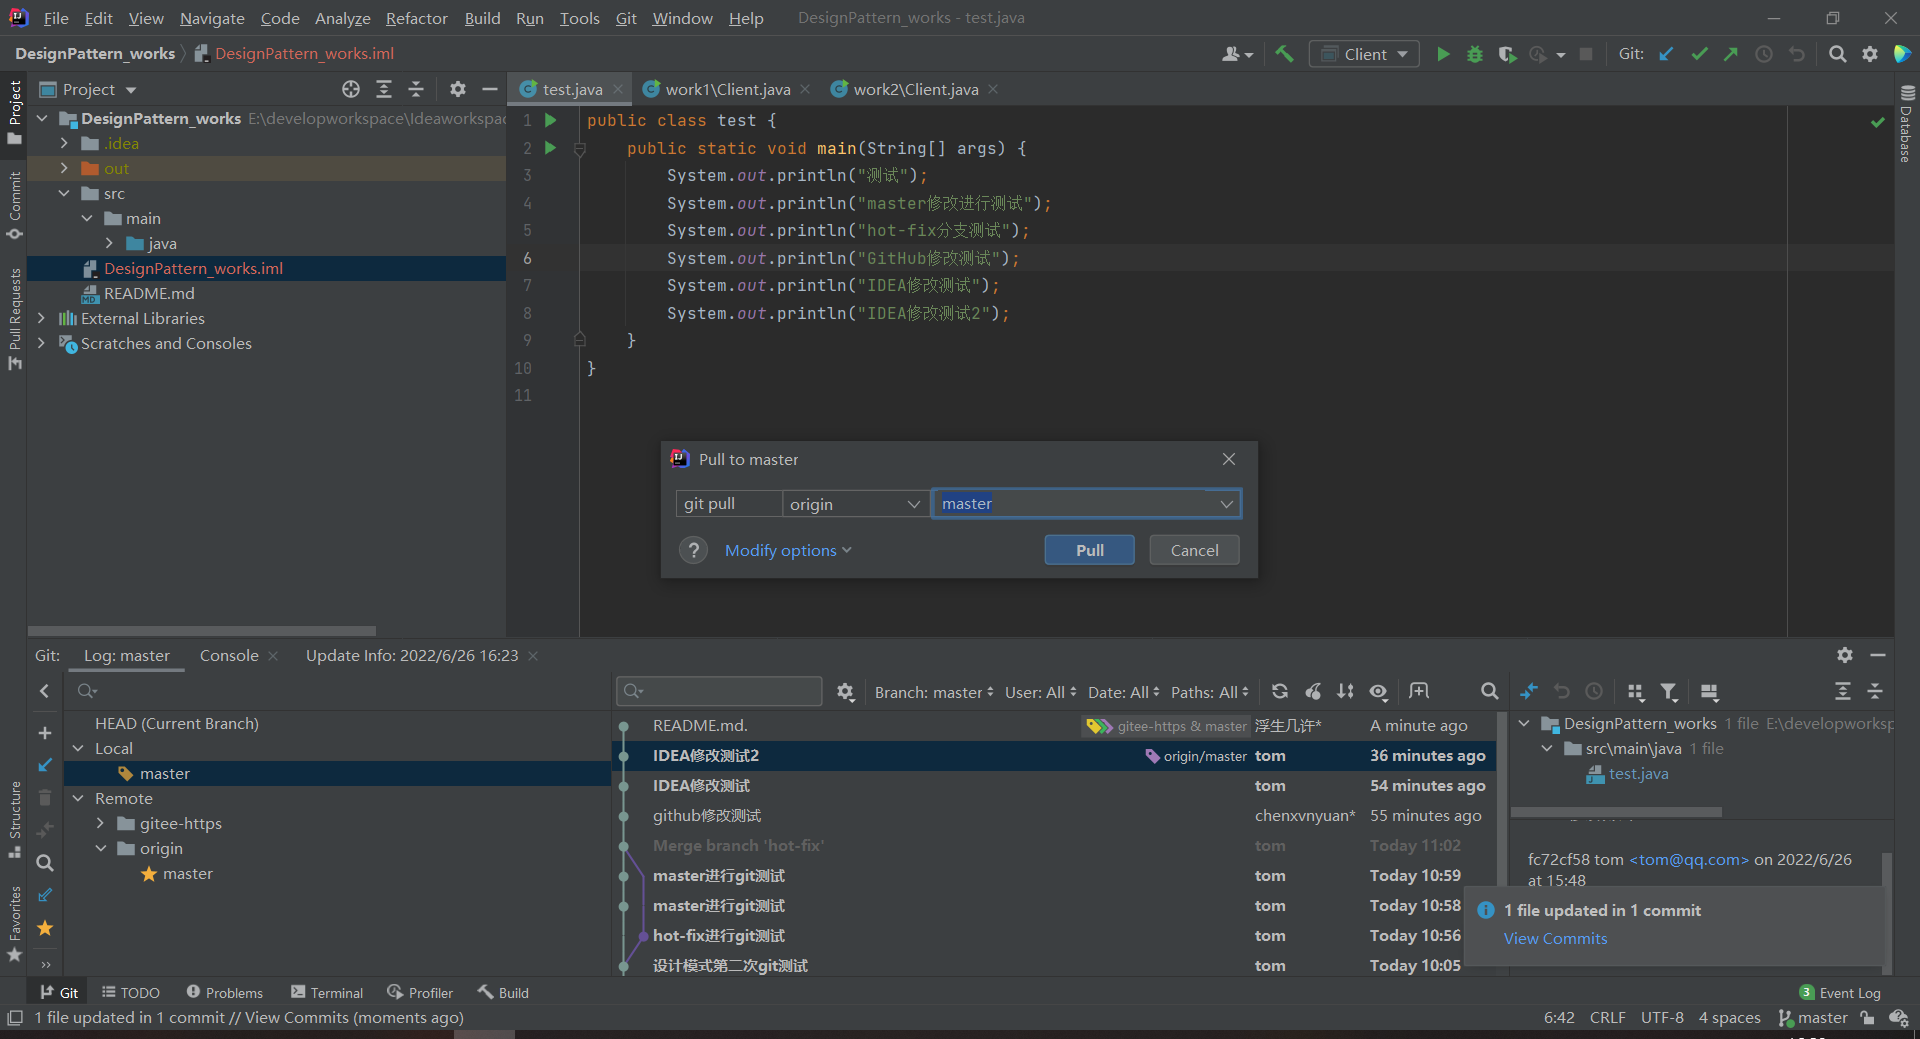 File Edit View Navigate Code Analyze Refactor Build Run Tools Git Window Help DesignPattern_works - test.java
DesignPattern_works DesignPattern_works.iml Client Git:
Project
test.java work1\Client.java work2\Client.java
Project
Commit
Pull Requests
Structure
Favorites
Database
DesignPattern_works E:\developworkspace\Ideaworkspac
.idea
out
src
main
java
DesignPattern_works.iml
README.md
External Libraries
Scratches and Consoles
1 public class test {
2 public static void main(String[] args) {
3 System.out.println("测试");
4 System.out.println("master修改进行测试");
5 System.out.println("hot-fix分支测试");
6 System.out.println("GitHub修改测试");
7 System.out.println("IDEA修改测试");
8 System.out.println("IDEA修改测试2");
9 }
10 }
11
Pull to master
git pull origin master
? Modify options Pull Cancel
Git: Log: master Console Update Info: 2022/6/26 16:23
Branch: master User: All Date: All Paths: All
HEAD (Current Branch)
Local
master
Remote
gitee-https
origin
master
README.md. gitee-https & master 浮生几许* A minute ago
IDEA修改测试2 origin/master tom 36 minutes ago
IDEA修改测试 tom 54 minutes ago
github修改测试 chenxvnyuan* 55 minutes ago
Merge branch 'hot-fix' tom Today 11:02
master进行git测试 tom Today 10:59
master进行git测试 tom Today 10:58
hot-fix进行git测试 tom Today 10:56
设计模式第二次git测试 tom Today 10:05
DesignPattern_works 1 file E:\developworksp
src\main\java 1 file
test.java
fc72cf58 tom <tom@qq.com> on 2022/6/26
at 15:48
1 file updated in 1 commit
View Commits
Git TODO Problems Terminal Profiler Build 3 Event Log
1 file updated in 1 commit // View Commits (moments ago) 6:42 CRLF UTF-8 4 spaces master